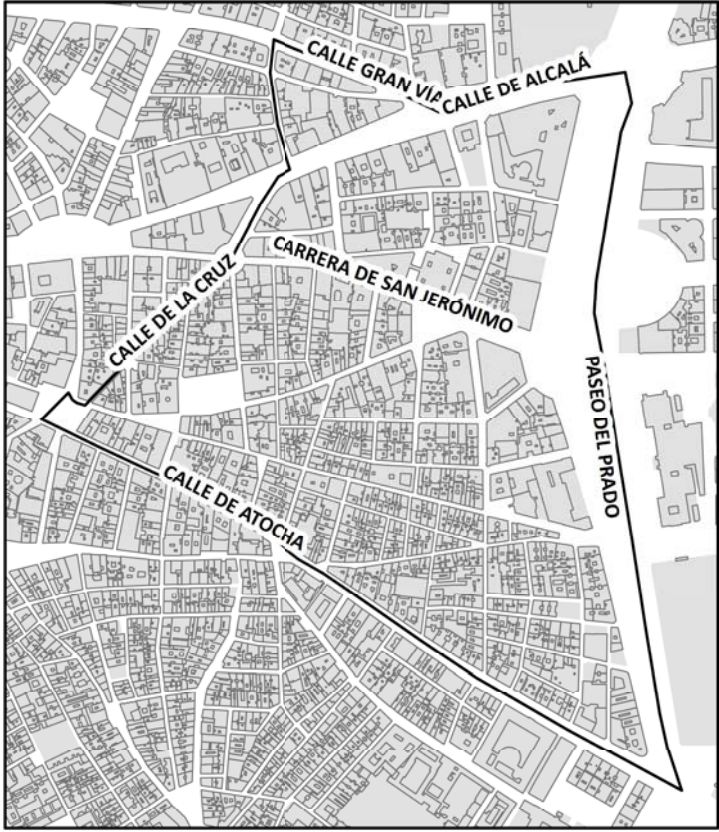 CALLE GRAN VÍA
CALLE DE ALCALÁ
CARRERA DE SAN JERÓNIMO
CALLE DE LA CRUZ
PASEO DEL PRADO
CALLE DE ATOCHA